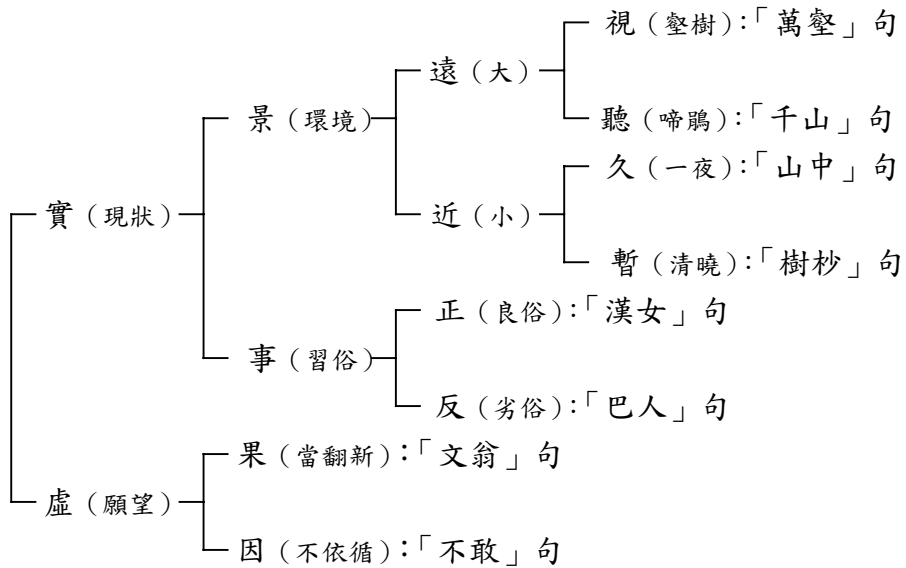 視（壑樹）：「萬壑」句
遠（大）
聽（啼鵑）：「千山」句
景（環境）
久（一夜）：「山中」句
近（小）
暫（清曉）：「樹杪」句
實（現狀）
正（良俗）：「漢女」句
事（習俗）
反（劣俗）：「巴人」句
果（當翻新）：「文翁」句
虛（願望）
因（不依循）：「不敢」句